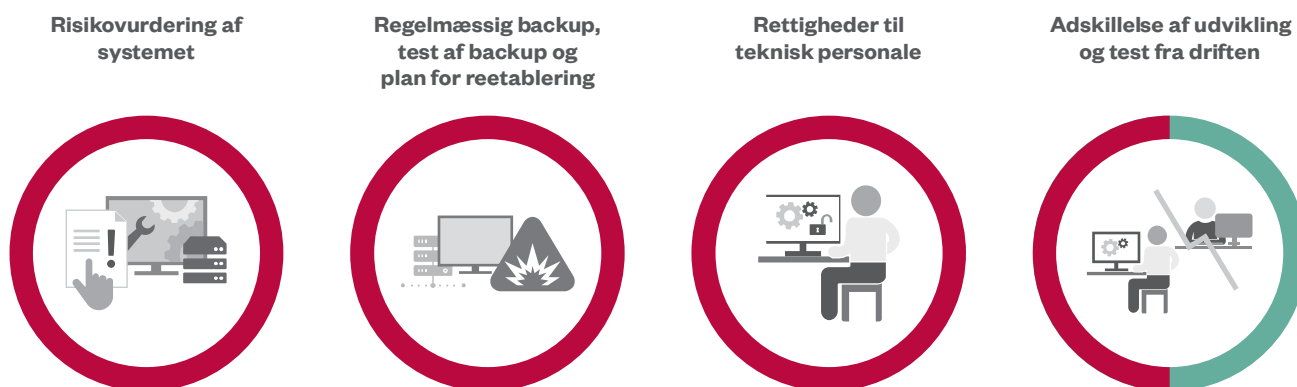 Risikovurdering af
systemet
Regelmæssig backup,
test af backup og
plan for reetablering
Rettigheder til
teknisk personale
Adskillelse af udvikling
og test fra driften